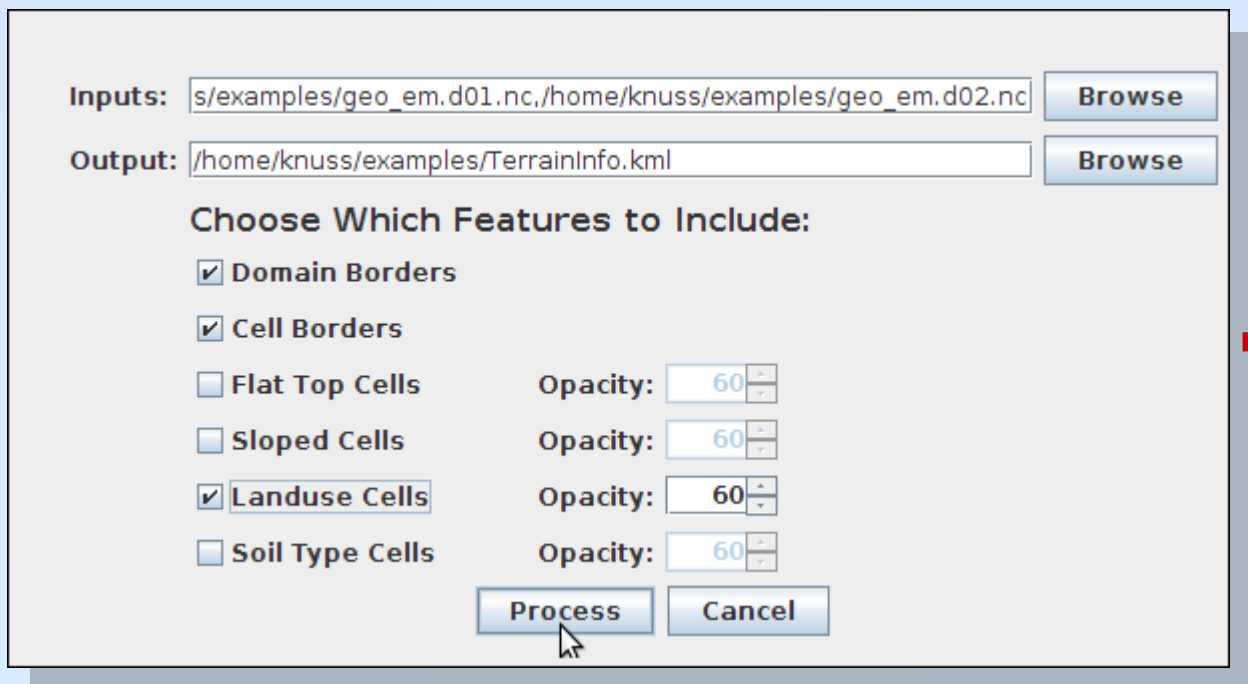 Inputs: s/examples/geo_em.d01.nc,/home/knuss/examples/geo_em.d02.nc Browse
Output: /home/knuss/examples/TerrainInfo.kml Browse
Choose Which Features to Include:
Domain Borders
Cell Borders
Flat Top Cells Opacity: 60
Sloped Cells Opacity: 60
Landuse Cells Opacity: 60
Soil Type Cells Opacity: 60
Process Cancel